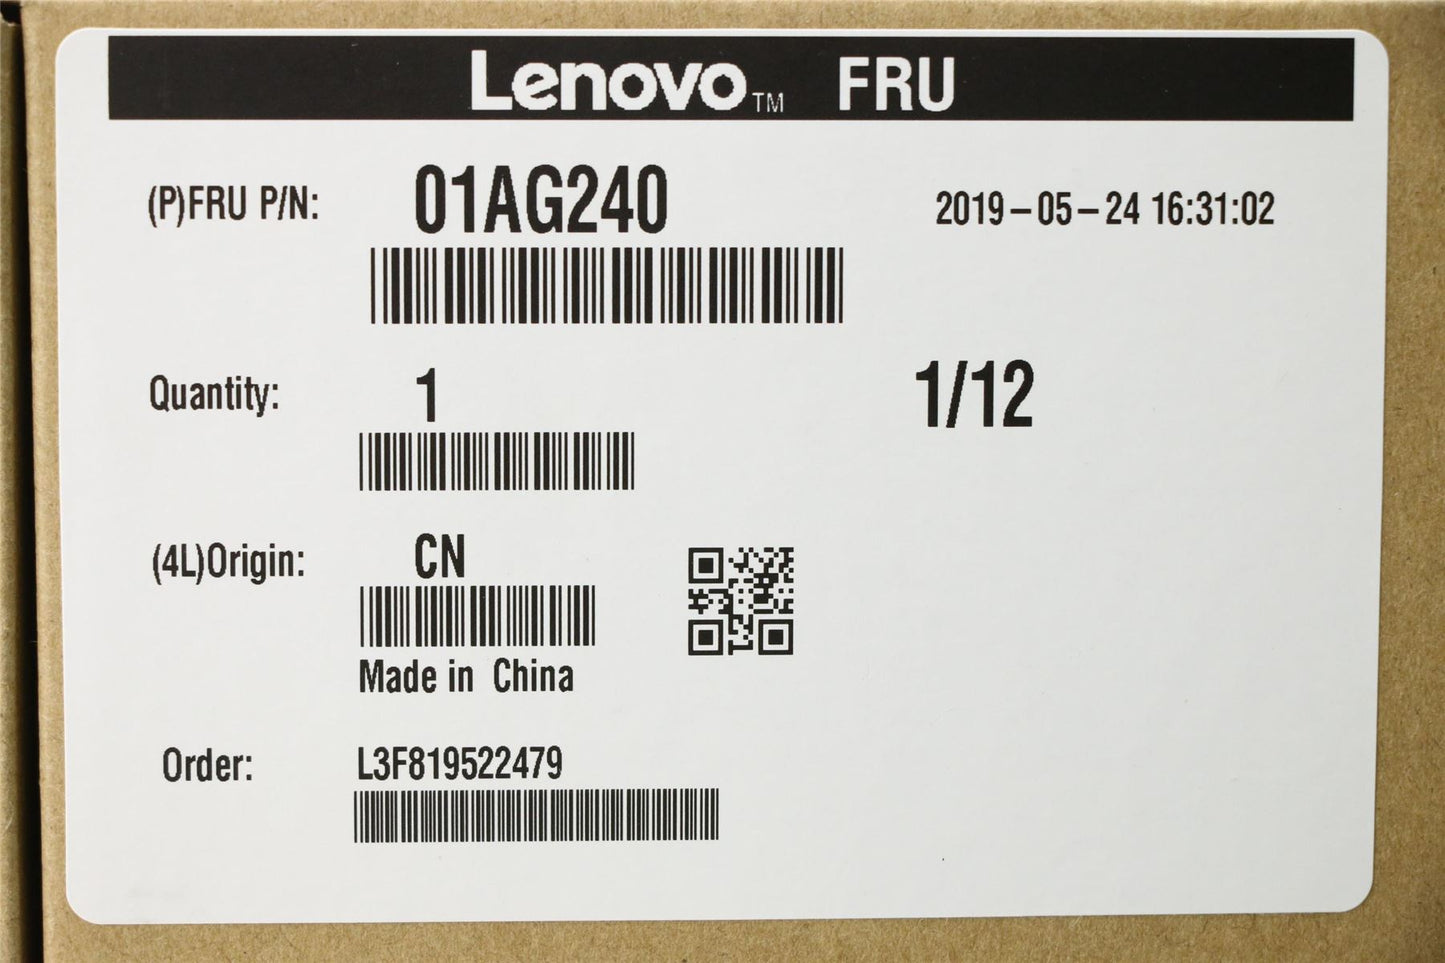 Lenovo™ FRU
(P)FRU P/N: 01AG240 2019-05-24 16:31:02
Quantity: 1 1/12
(4L)Origin: CN
Made in China
Order: L3F819522479